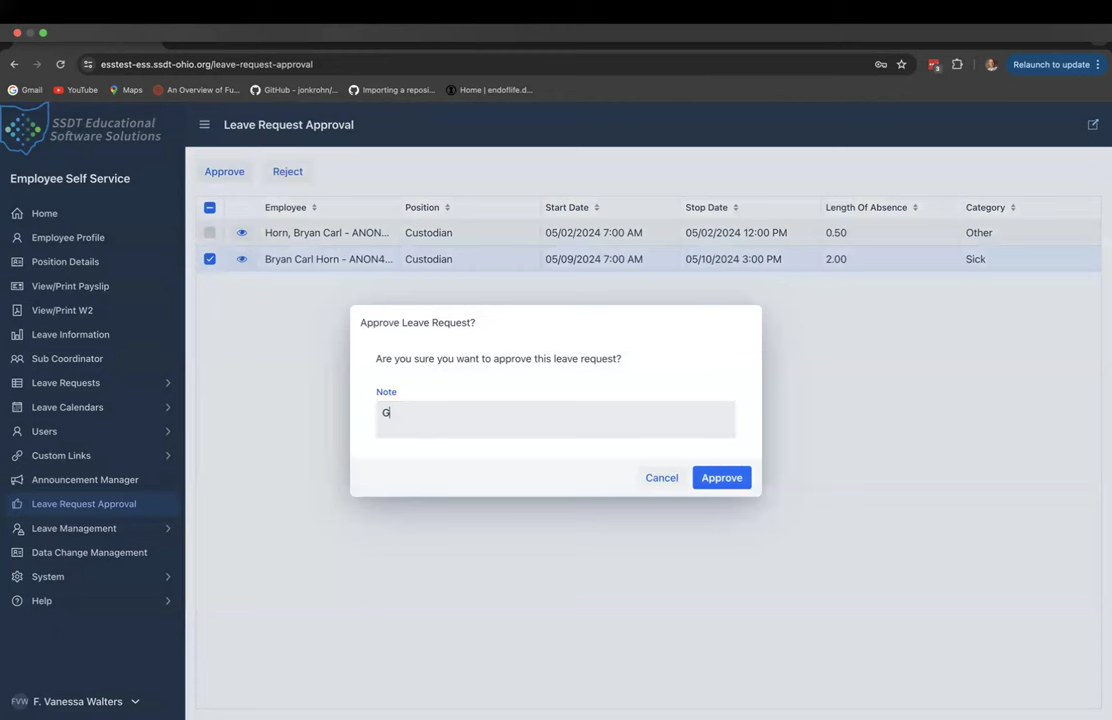 esstest-ess.ssdt-ohio.org/leave-request-approval
3
Relaunch to update
Gmail
YouTube
Maps
An Overview of Fu...
GitHub - jonkrohn/...
Importing a reposi...
Home | endoflife.d...
SSDT Educational
Software Solutions
Leave Request Approval
Employee Self Service
Home
Employee Profile
Position Details
View/Print Payslip
View/Print W2
Leave Information
Sub Coordinator
Leave Requests
Leave Calendars
Users
Custom Links
Announcement Manager
Leave Request Approval
Leave Management
Data Change Management
System
Help
FVW F. Vanessa Walters
Approve Reject
Employee Position Start Date Stop Date Length Of Absence Category
Horn, Bryan Carl - ANON... Custodian 05/02/2024 7:00 AM 05/02/2024 12:00 PM 0.50 Other
Bryan Carl Horn - ANON4... Custodian 05/09/2024 7:00 AM 05/10/2024 3:00 PM 2.00 Sick
Approve Leave Request?
Are you sure you want to approve this leave request?
Note
G
Cancel Approve